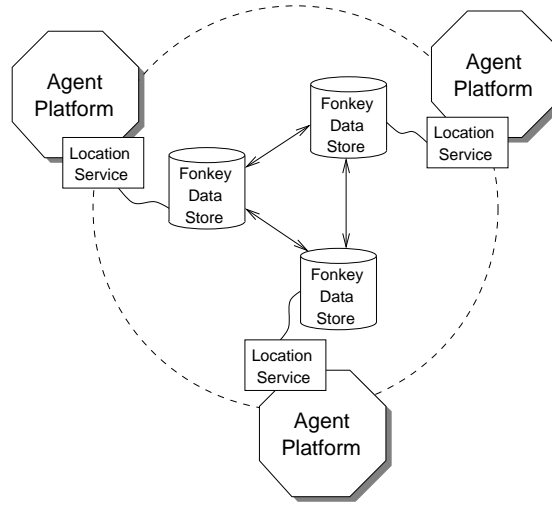 Agent
Platform
Location
Service
Fonkey
Data
Store
Fonkey
Data
Store
Agent
Platform
Location
Service
Fonkey
Data
Store
Location
Service
Agent
Platform